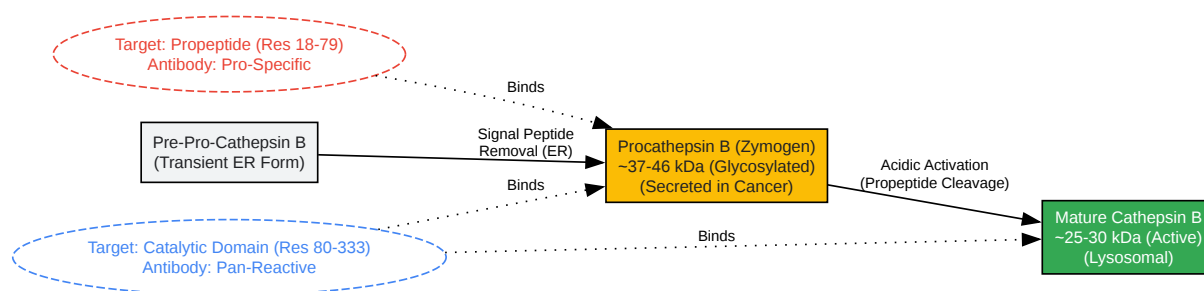 Target: Propeptide (Res 18-79)
Antibody: Pro-Specific
Binds
Pre-Pro-Cathepsin B
(Transient ER Form)
Signal Peptide
Removal (ER)
Procathepsin B (Zymogen)
~37-46 kDa (Glycosylated)
(Secreted in Cancer)
Acidic Activation
(Propeptide Cleavage)
Binds
Target: Catalytic Domain (Res 80-333)
Antibody: Pan-Reactive
Binds
Mature Cathepsin B
~25-30 kDa (Active)
(Lysosomal)